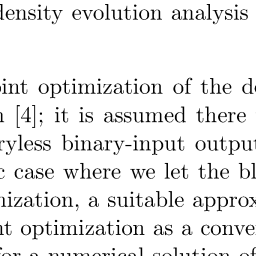 density evolution analysis
oint optimization of the de
n [4]; it is assumed there
ryless binary-input output
c case where we let the bl
nization, a suitable approx
nt optimization as a conve
for a numerical solution of